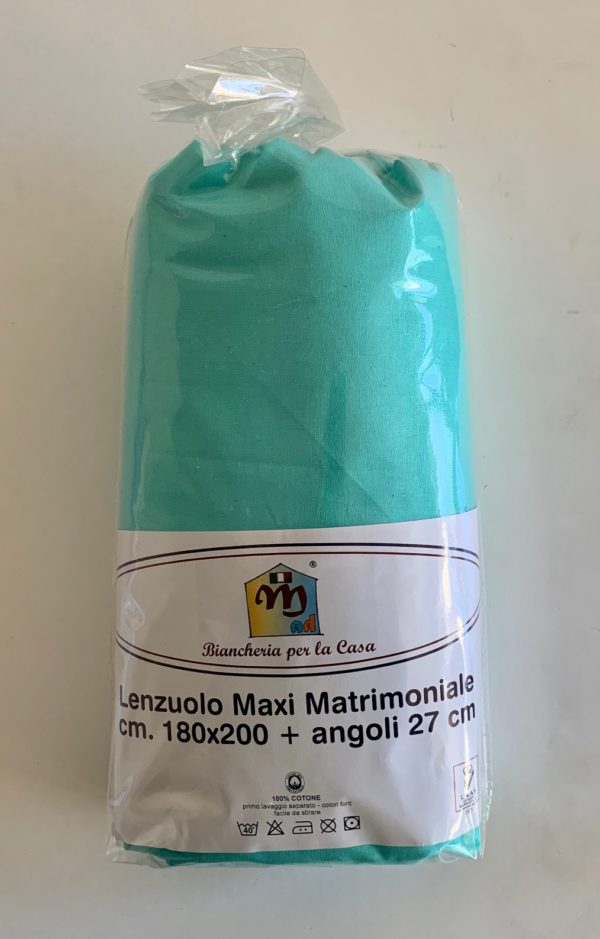 ®
m
ad
Biancheria per la Casa
Lenzuolo Maxi Matrimoniale
cm. 180x200 + angoli 27 cm
100% COTONE
primo lavaggio separato - colori forti
facile da stirare
40°